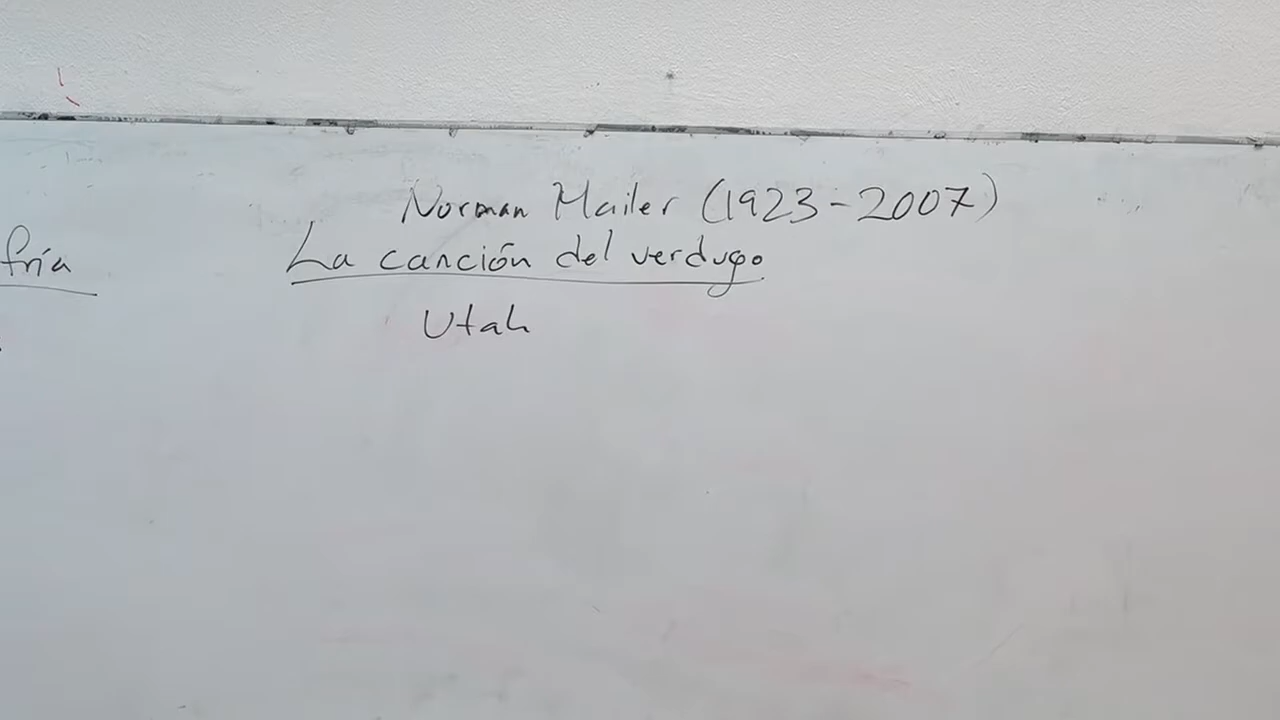 Norman Mailer (1923-2007)
fría
La canción del verdugo
Utah